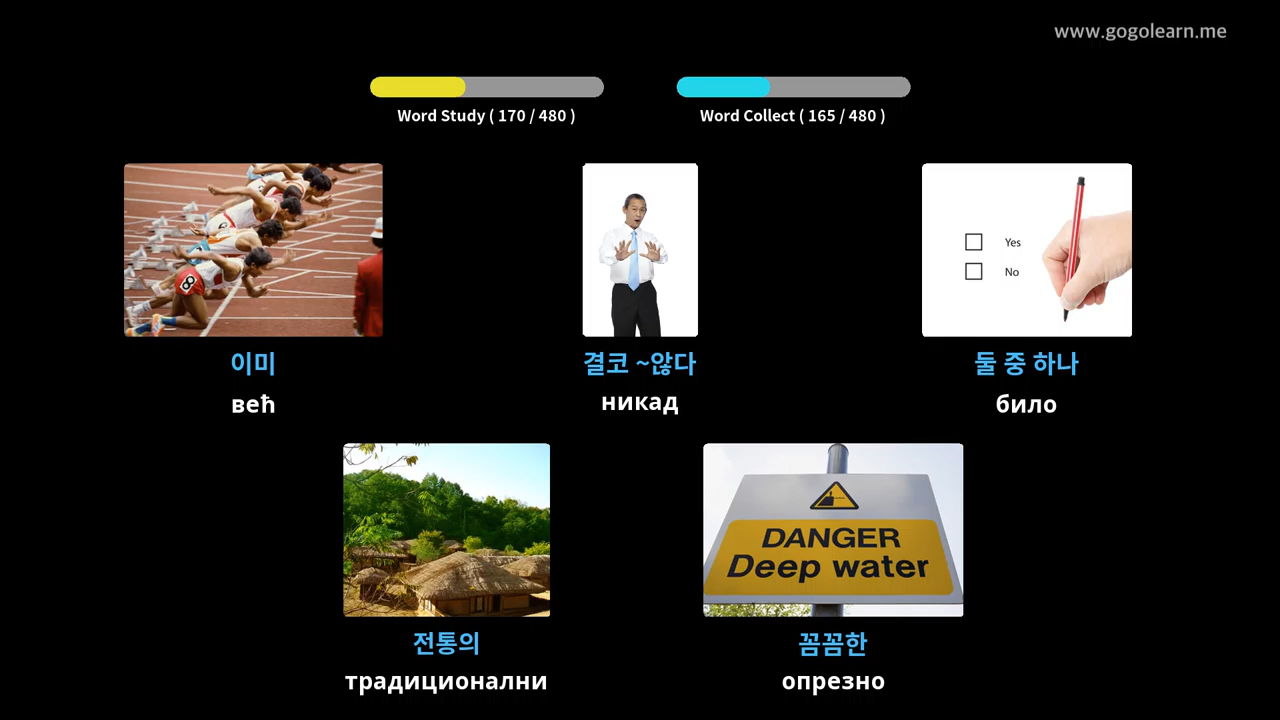 www.gogolearn.me
Word Study ( 170 / 480 )
Word Collect ( 165 / 480 )
8
Yes
No
이미
већ
결코 ~않다
никад
둘 중 하나
било
DANGER
Deep water
전통의
традиционални
꼼꼼한
опрезно